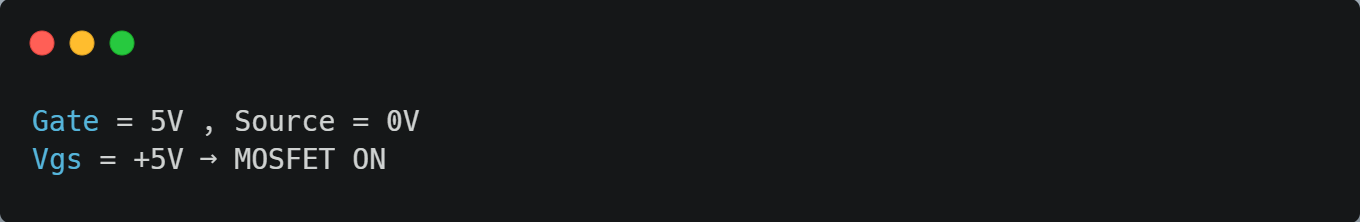 Gate = 5V , Source = 0V
Vgs = +5V → MOSFET ON